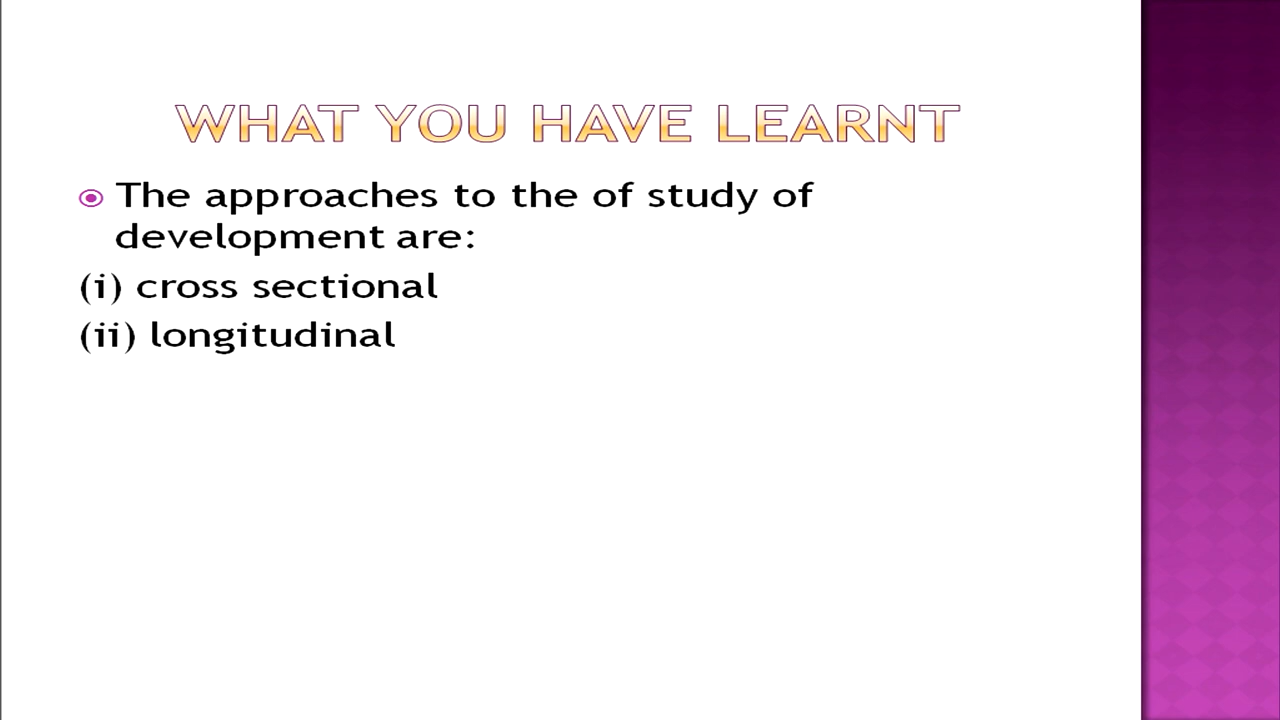 WHAT YOU HAVE LEARNT
The approaches to the of study of
development are:
(i) cross sectional
(ii) longitudinal